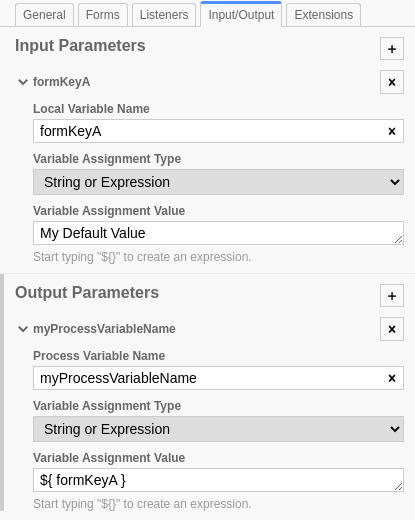 General Forms Listeners Input/Output Extensions
Input Parameters
formKeyA
Local Variable Name
formKeyA
Variable Assignment Type
String or Expression
Variable Assignment Value
My Default Value
Start typing "${}" to create an expression.
Output Parameters
myProcessVariableName
Process Variable Name
myProcessVariableName
Variable Assignment Type
String or Expression
Variable Assignment Value
${ formKeyA }
Start typing "${}" to create an expression.